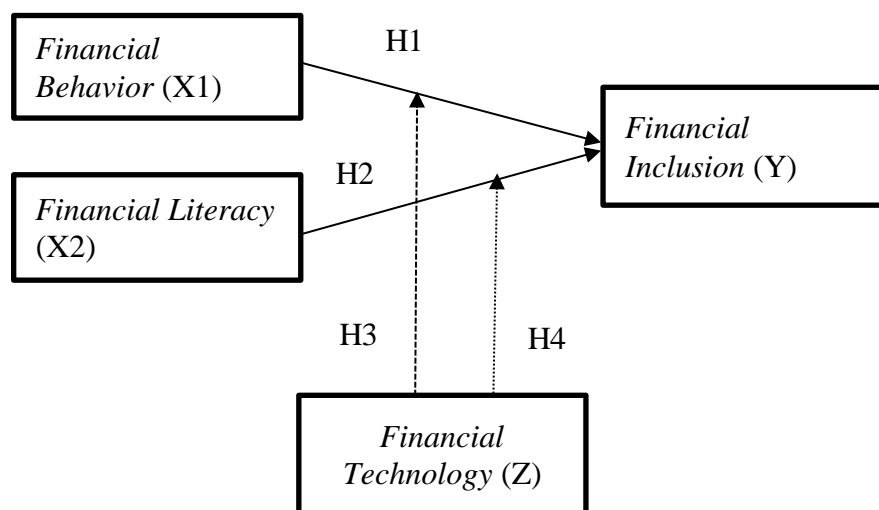 H1
Financial
Behavior (X1)
Financial
Inclusion (Y)
H2
Financial Literacy
(X2)
H3
H4
Financial
Technology (Z)